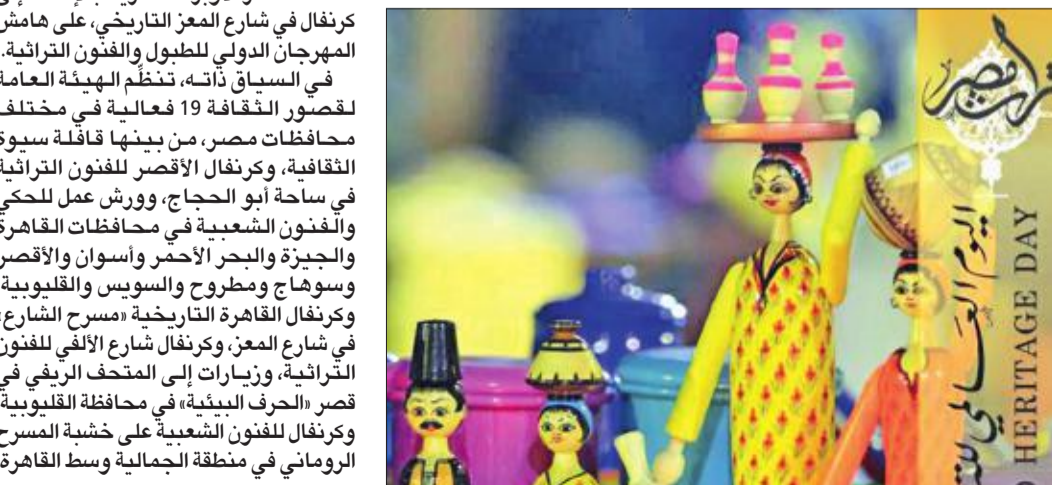 كرنفال في شارع المعز التاريخي، على هامش
المهرجان الدولي للطبول والفنون التراثية.
في السياق ذاته، تنظِّم الهيئة العامة
لقصور الثقافة 19 فعالية في مختلف
محافظات مصر، من بينها قافلة سيوة
الثقافية، وكرنفال الأقصر للفنون التراثية
في ساحة أبو الحجاج، وورش عمل للحكي
والفنون الشعبية في محافظات القاهرة
والجيزة والبحر الأحمر وأسوان والأقصر
وسوهاج ومطروح والسويس والقليوبية،
وكرنفال القاهرة التاريخية «مسرح الشارع»
في شارع المعز، وكرنفال شارع الألفي للفنون
التراثية، وزيارات إلى المتحف الريفي في
قصر «الحرف البيئية» في محافظة القليوبية،
وكرنفال للفنون الشعبية على خشبة المسرح
الروماني في منطقة الجمالية وسط القاهرة.
تراث مصر
اليوم العالمي
HERITAGE DAY